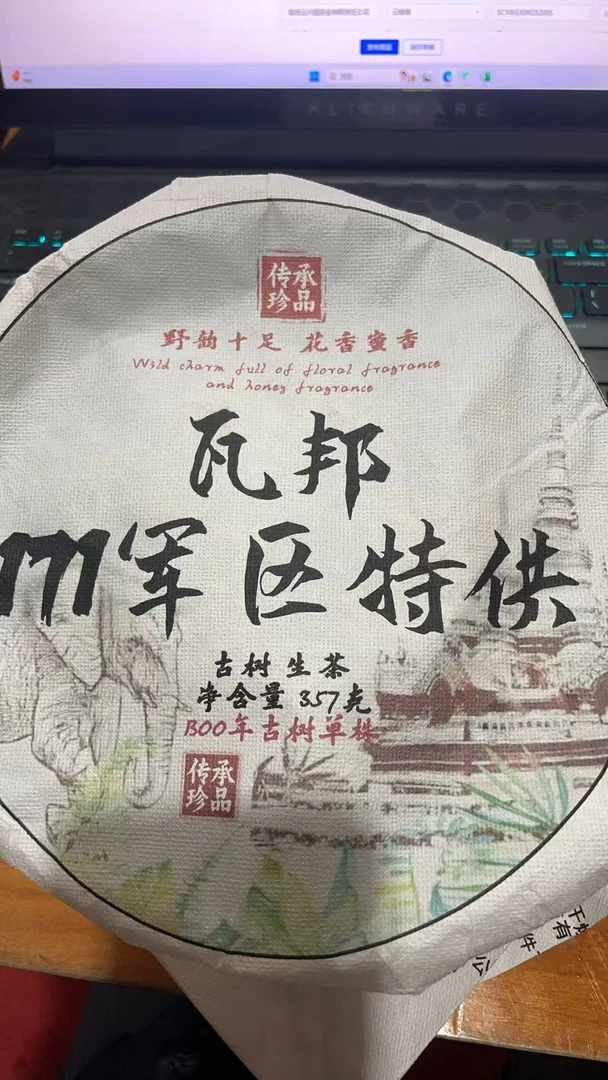 ALIENWARE
传承
珍品
野韵十足 花香蜜香
Wild charm full of floral fragrance
and honey fragrance
瓦邦
171军区特供
古树生茶
净含量 357克
1300年古树单株
传承
珍品